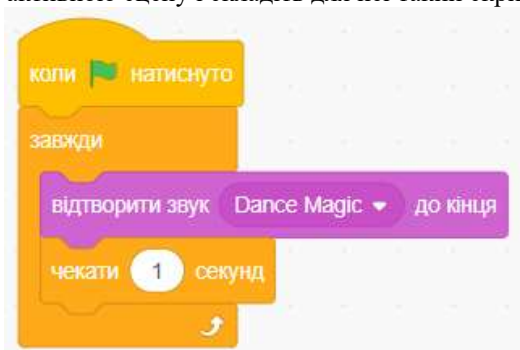 коли натиснуто
завжди
відтворити звук Dance Magic до кінця
чекати 1 секунд